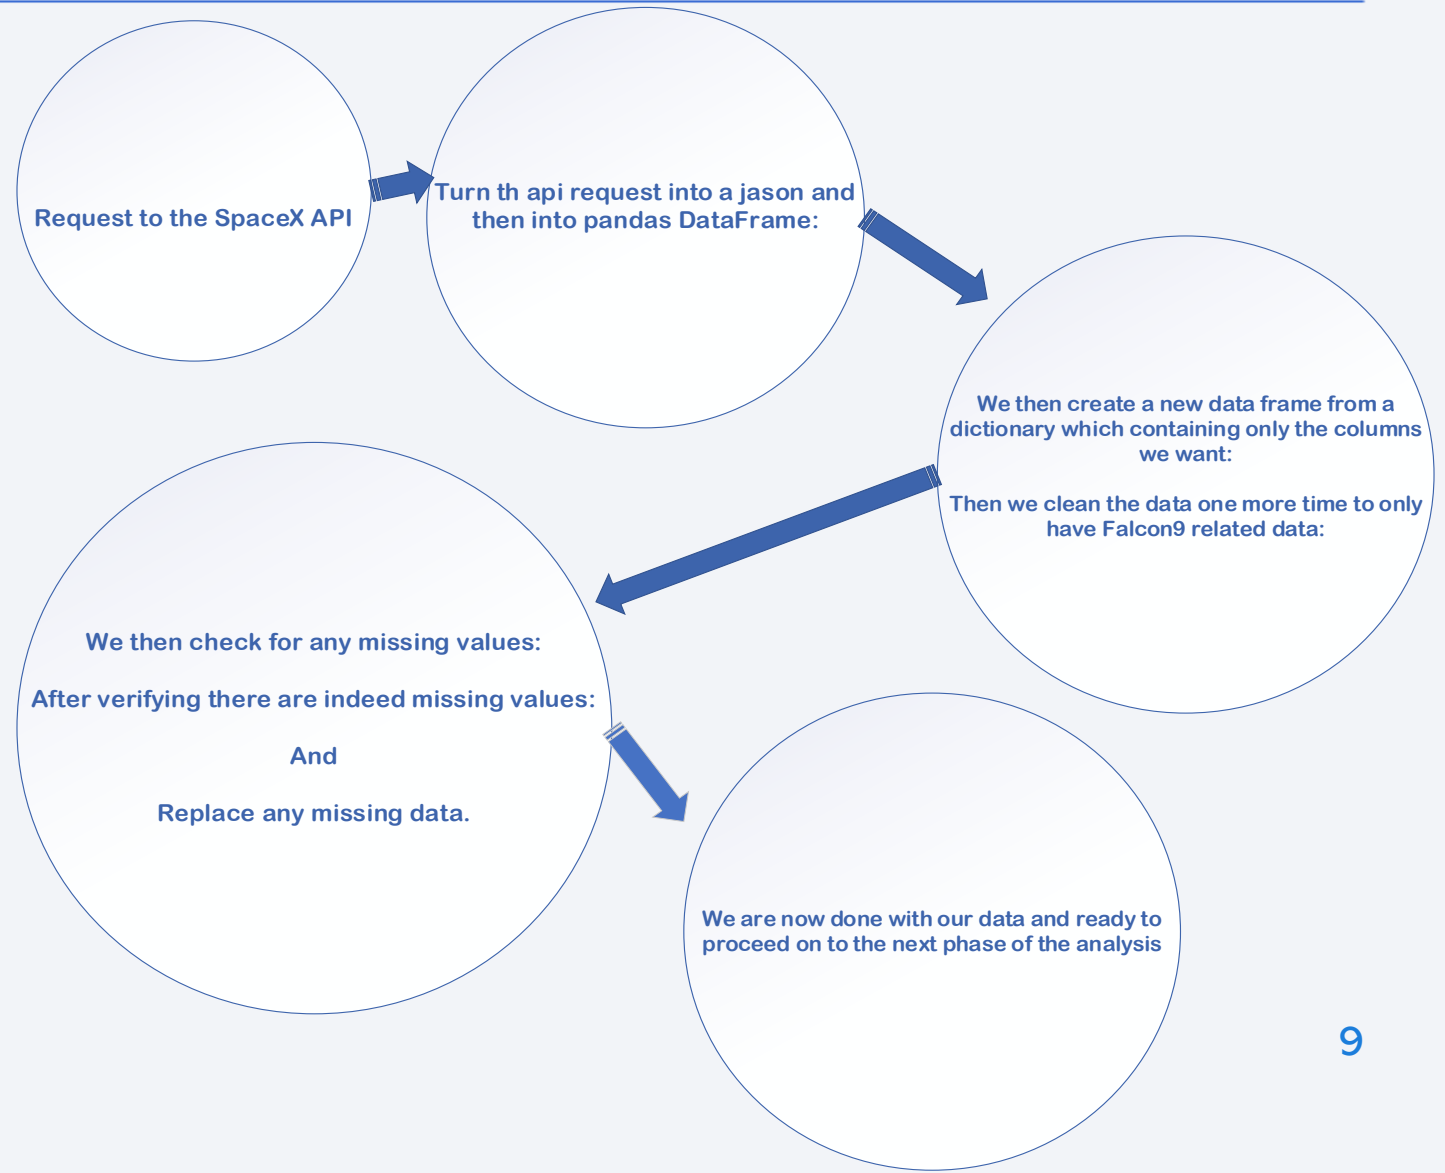 Request to the SpaceX API
Turn th api request into a jason and
then into pandas DataFrame:
We then create a new data frame from a
dictionary which containing only the columns
we want:
Then we clean the data one more time to only
have Falcon9 related data:
We then check for any missing values:
After verifying there are indeed missing values:
And
Replace any missing data.
We are now done with our data and ready to
proceed on to the next phase of the analysis
9